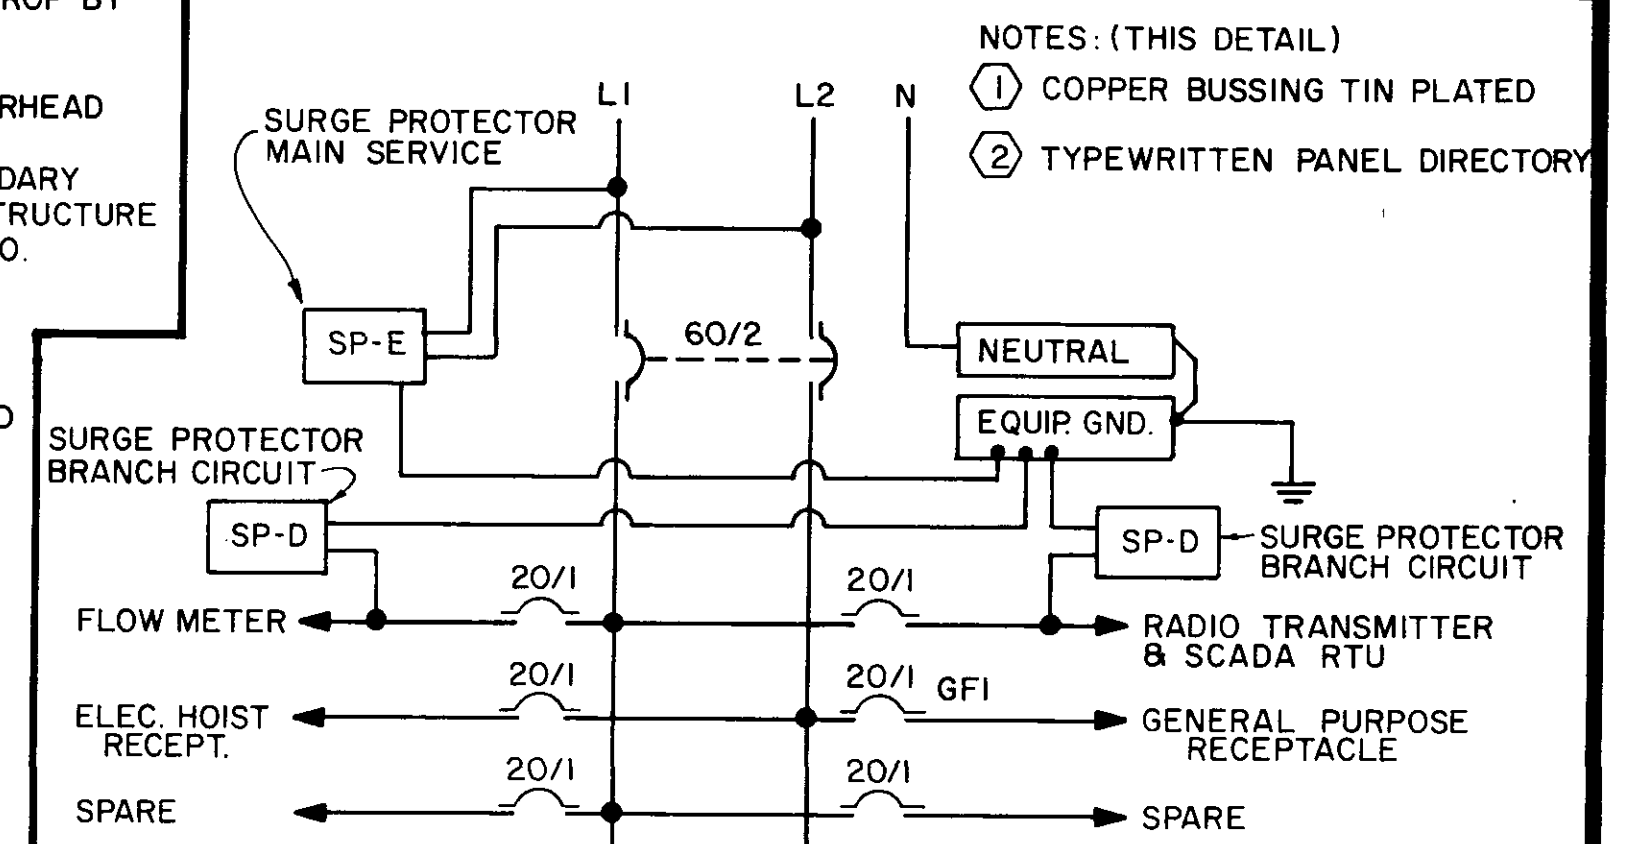 RHEAD
DARY
TRUCTURE
O.
NOTES: (THIS DETAIL)
1 COPPER BUSSING TIN PLATED
2 TYPEWRITTEN PANEL DIRECTORY
L1
L2
N
SURGE PROTECTOR
MAIN SERVICE
SP-E
60/2
NEUTRAL
EQUIP. GND.
SURGE PROTECTOR
BRANCH CIRCUIT
SP-D
SP-D
SURGE PROTECTOR
BRANCH CIRCUIT
20/1
20/1
FLOW METER
RADIO TRANSMITTER
& SCADA RTU
20/1
20/1 GFI
ELEC. HOIST
RECEPT.
GENERAL PURPOSE
RECEPTACLE
20/1
20/1
SPARE
SPARE